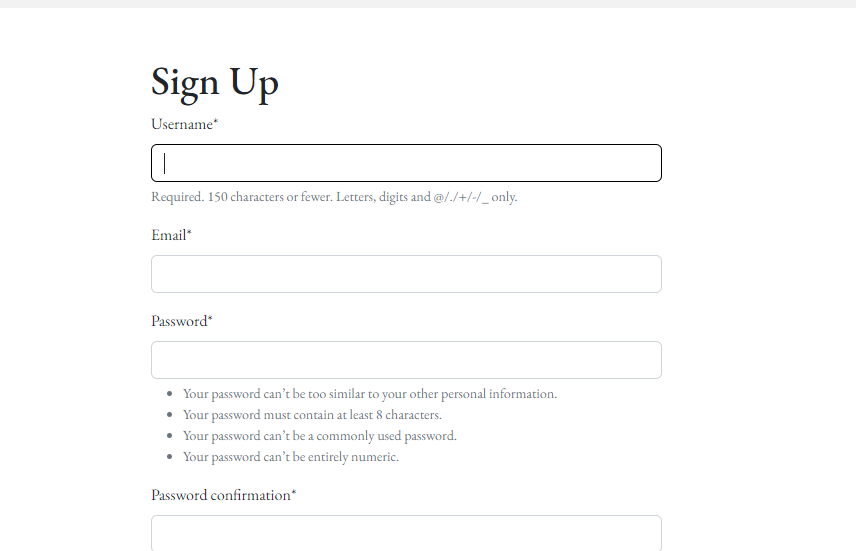 Sign Up
Username*
Required. 150 characters or fewer. Letters, digits and @/./+/-/_ only.
Email*
Password*
Your password can’t be too similar to your other personal information.
Your password must contain at least 8 characters.
Your password can’t be a commonly used password.
Your password can’t be entirely numeric.
Password confirmation*